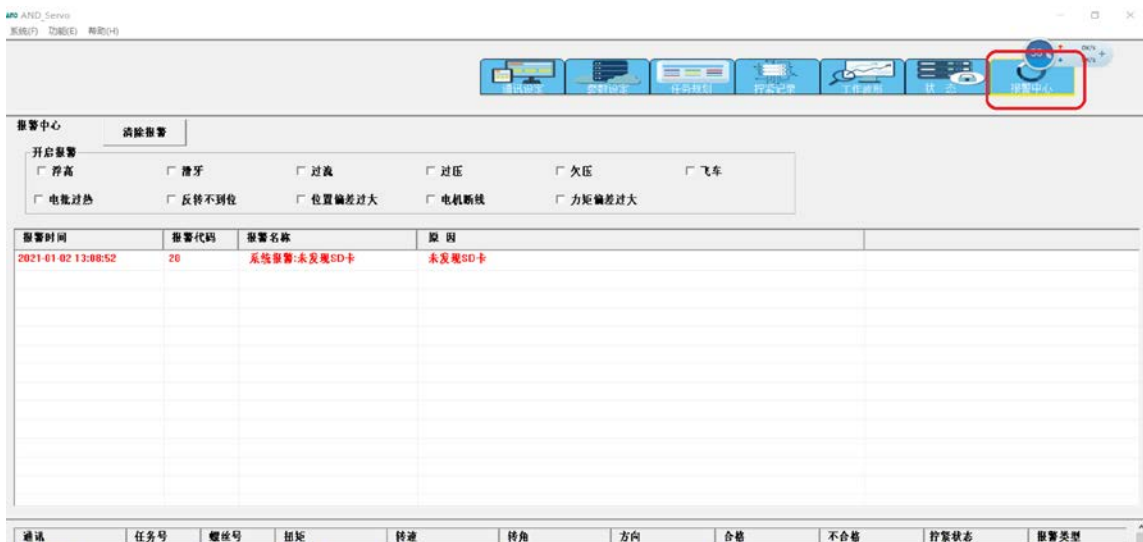 AND AND_Servo
系统(F) 功能(E) 帮助(H)
通讯设定 参数设定 任务规划 拧紧记录 工作波形 状 态 报警中心
报警中心 清除报警
开启报警
浮高 滑牙 过流 过压 欠压 飞车
电批过热 反转不到位 位置偏差过大 电机断线 力矩偏差过大
报警时间 报警代码 报警名称 原 因
2021-01-02 13:08:52 20 系统报警:未发现SD卡 未发现SD卡
通讯 任务号 螺丝号 扭矩 转速 转角 方向 合格 不合格 拧紧状态 报警类型